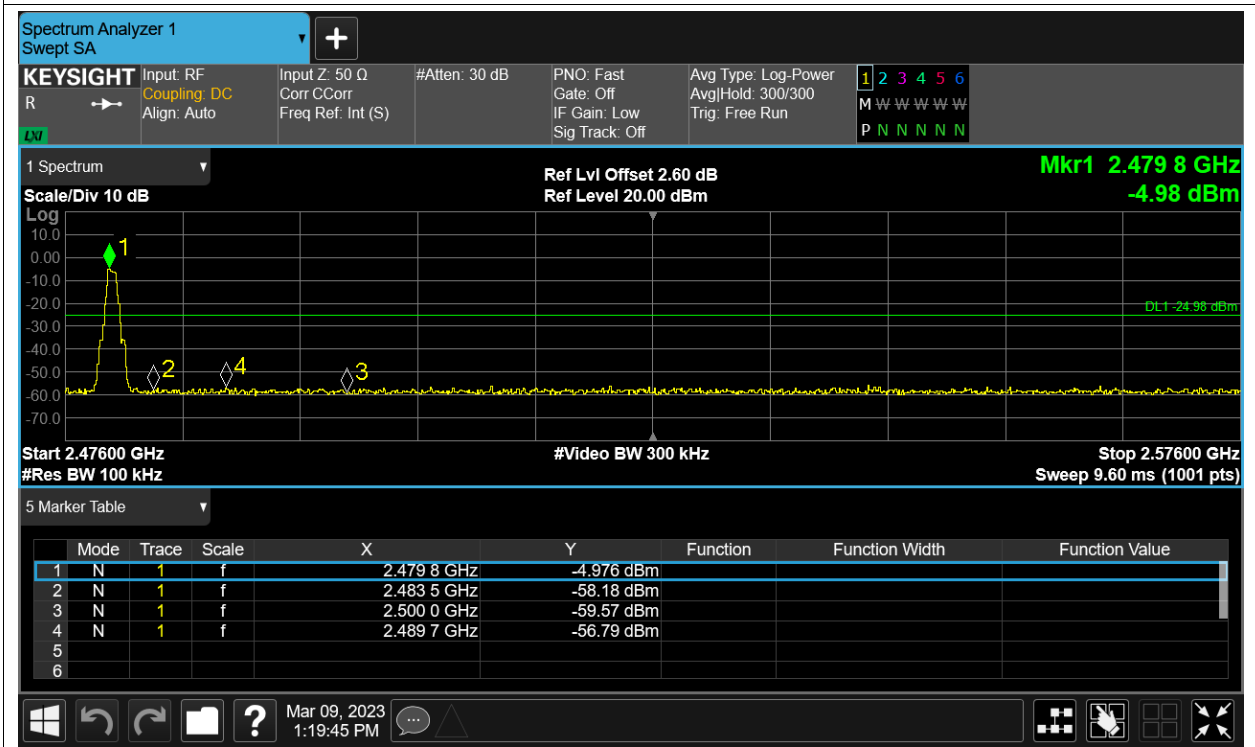 Spectrum Analyzer 1
Swept SA
KEYSIGHT Input: RF Input Z: 50 Ω #Atten: 30 dB PNO: Fast Avg Type: Log-Power 1 2 3 4 5 6
R Coupling: DC Corr CCorr Gate: Off Avg|Hold: 300/300 M W W W W W
Align: Auto Freq Ref: Int (S) IF Gain: Low Trig: Free Run
LXI Sig Track: Off P N N N N N
1 Spectrum Ref Lvl Offset 2.60 dB Mkr1 2.479 8 GHz
Scale/Div 10 dB Ref Level 20.00 dBm -4.98 dBm
Log
10.0
1
0.00
-10.0
-20.0
DL1 -24.98 dBm
-30.0
-40.0
-50.0 2 4 3
-60.0
-70.0
Start 2.47600 GHz #Video BW 300 kHz Stop 2.57600 GHz
#Res BW 100 kHz Sweep 9.60 ms (1001 pts)
5 Marker Table
Mode Trace Scale X Y Function Function Width Function Value
1 N 1 f 2.479 8 GHz -4.976 dBm
2 N 1 f 2.483 5 GHz -58.18 dBm
3 N 1 f 2.500 0 GHz -59.57 dBm
4 N 1 f 2.489 7 GHz -56.79 dBm
5
6
? Mar 09, 2023
1:19:45 PM